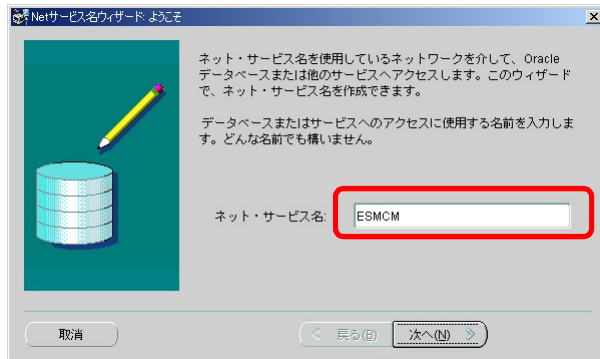 Netサービス名ウィザード: ようこそ
ネット・サービス名を使用しているネットワークを介して、Oracle
データベースまたは他のサービスへアクセスします。このウィザード
で、ネット・サービス名を作成できます。
データベースまたはサービスへのアクセスに使用する名前を入力しま
す。どんな名前でも構いません。
ネット・サービス名: ESMCM
取消 戻る(B) 次へ(N)